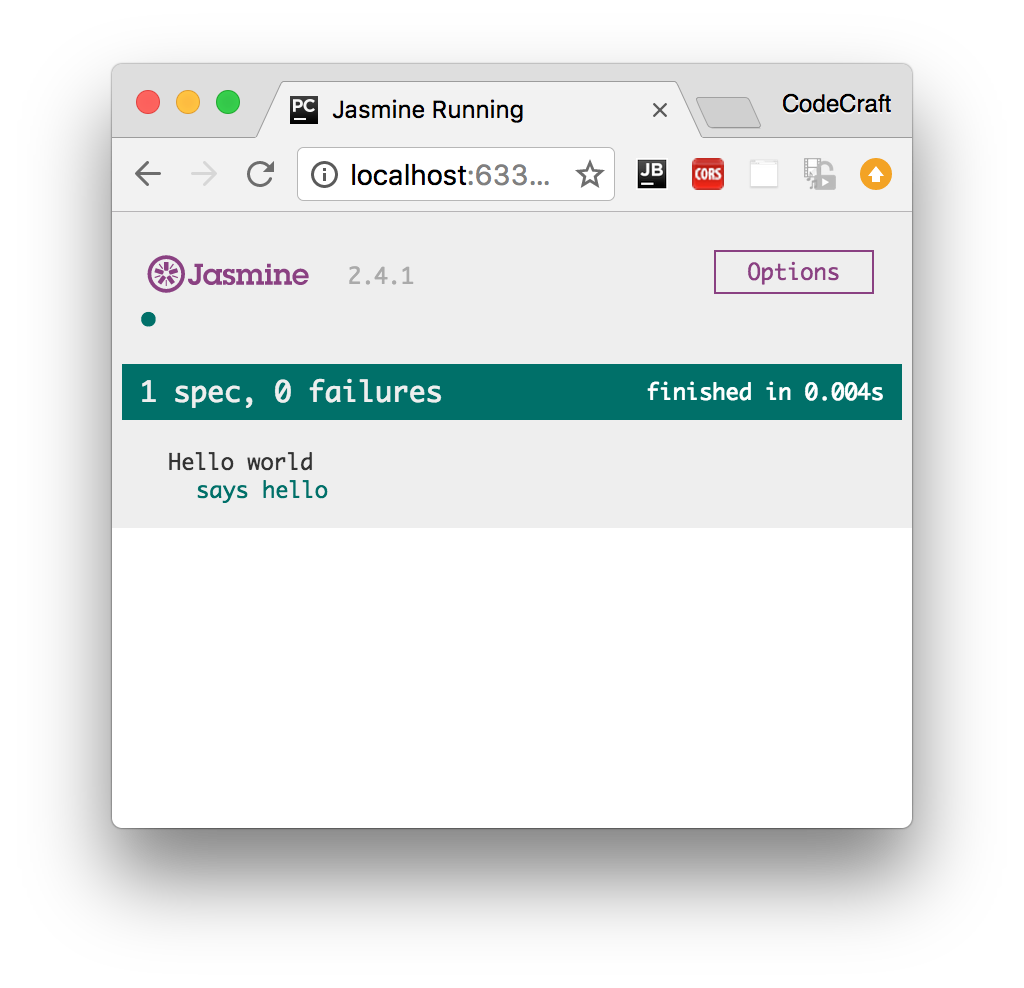 CodeCraft
PC Jasmine Running
localhost:633... JB CORS
Jasmine 2.4.1 Options
1 spec, 0 failures finished in 0.004s
Hello world
says hello